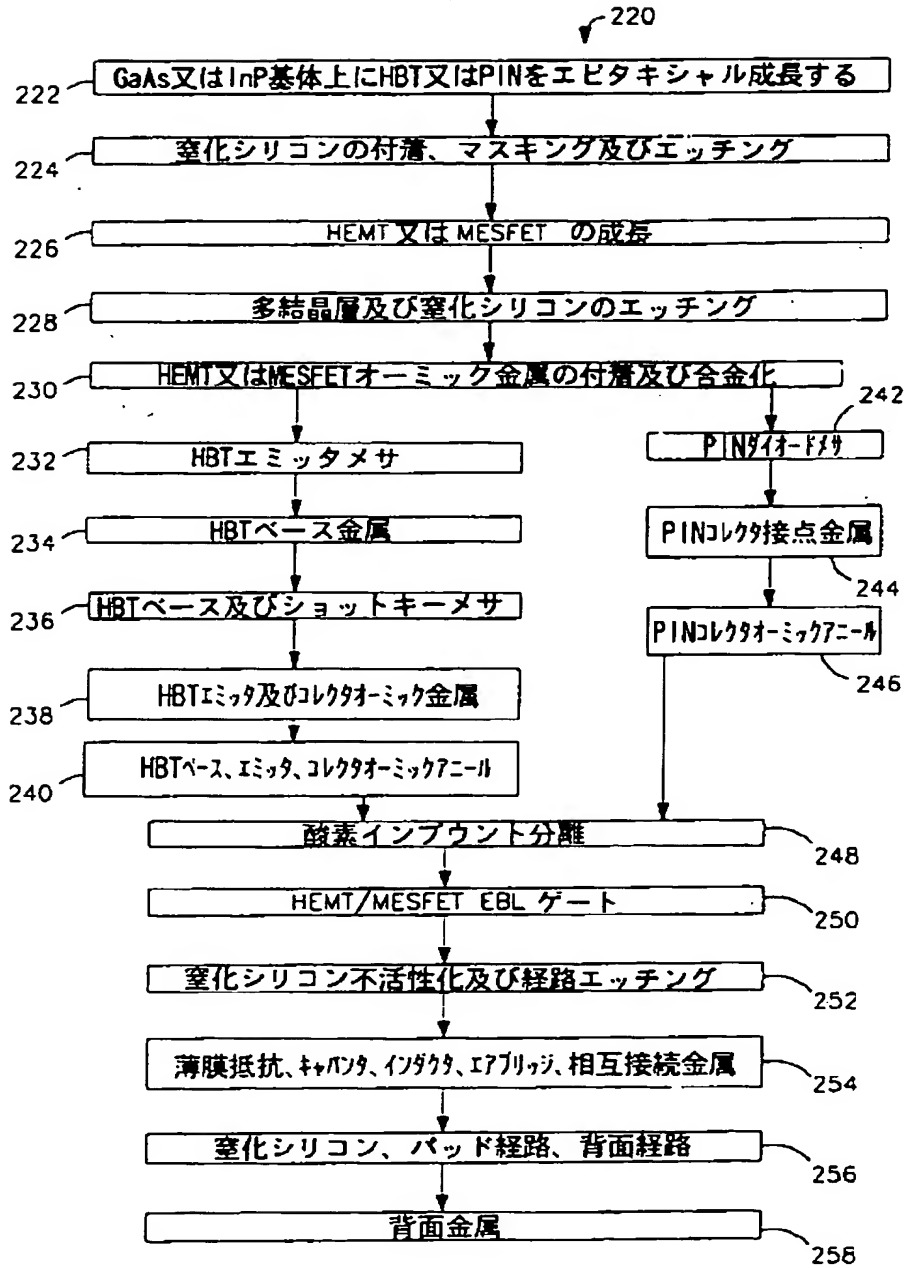 220
222 GaAs又はInP基体上にHBT又はPINをエピタキシャル成長する
224 窒化シリコンの付着、マスキング及びエッチング
226 HEMT又はMESFET の成長
228 多結晶層及び窒化シリコンのエッチング
230 HEMT又はMESFETオーミック金属の付着及び合金化
232 HBTエミッタメサ
234 HBTベース金属
236 HBTベース及びショットキーメサ
238 HBTエミッタ及びコレクタオーミック金属
240 HBTベース、エミッタ、コレクタオーミックアニール
242
PINダイオードメサ
PINコレクタ接点金属
244
PINコレクタオーミックアニール
246
酸素インプウント分離 248
HEMT/MESFET EBL ゲート 250
窒化シリコン不活性化及び経路エッチング 252
薄膜抵抗、キャパンタ、インダクタ、エアブリッジ、相互接続金属 254
窒化シリコン、パッド経路、背面経路 256
背面金属 258